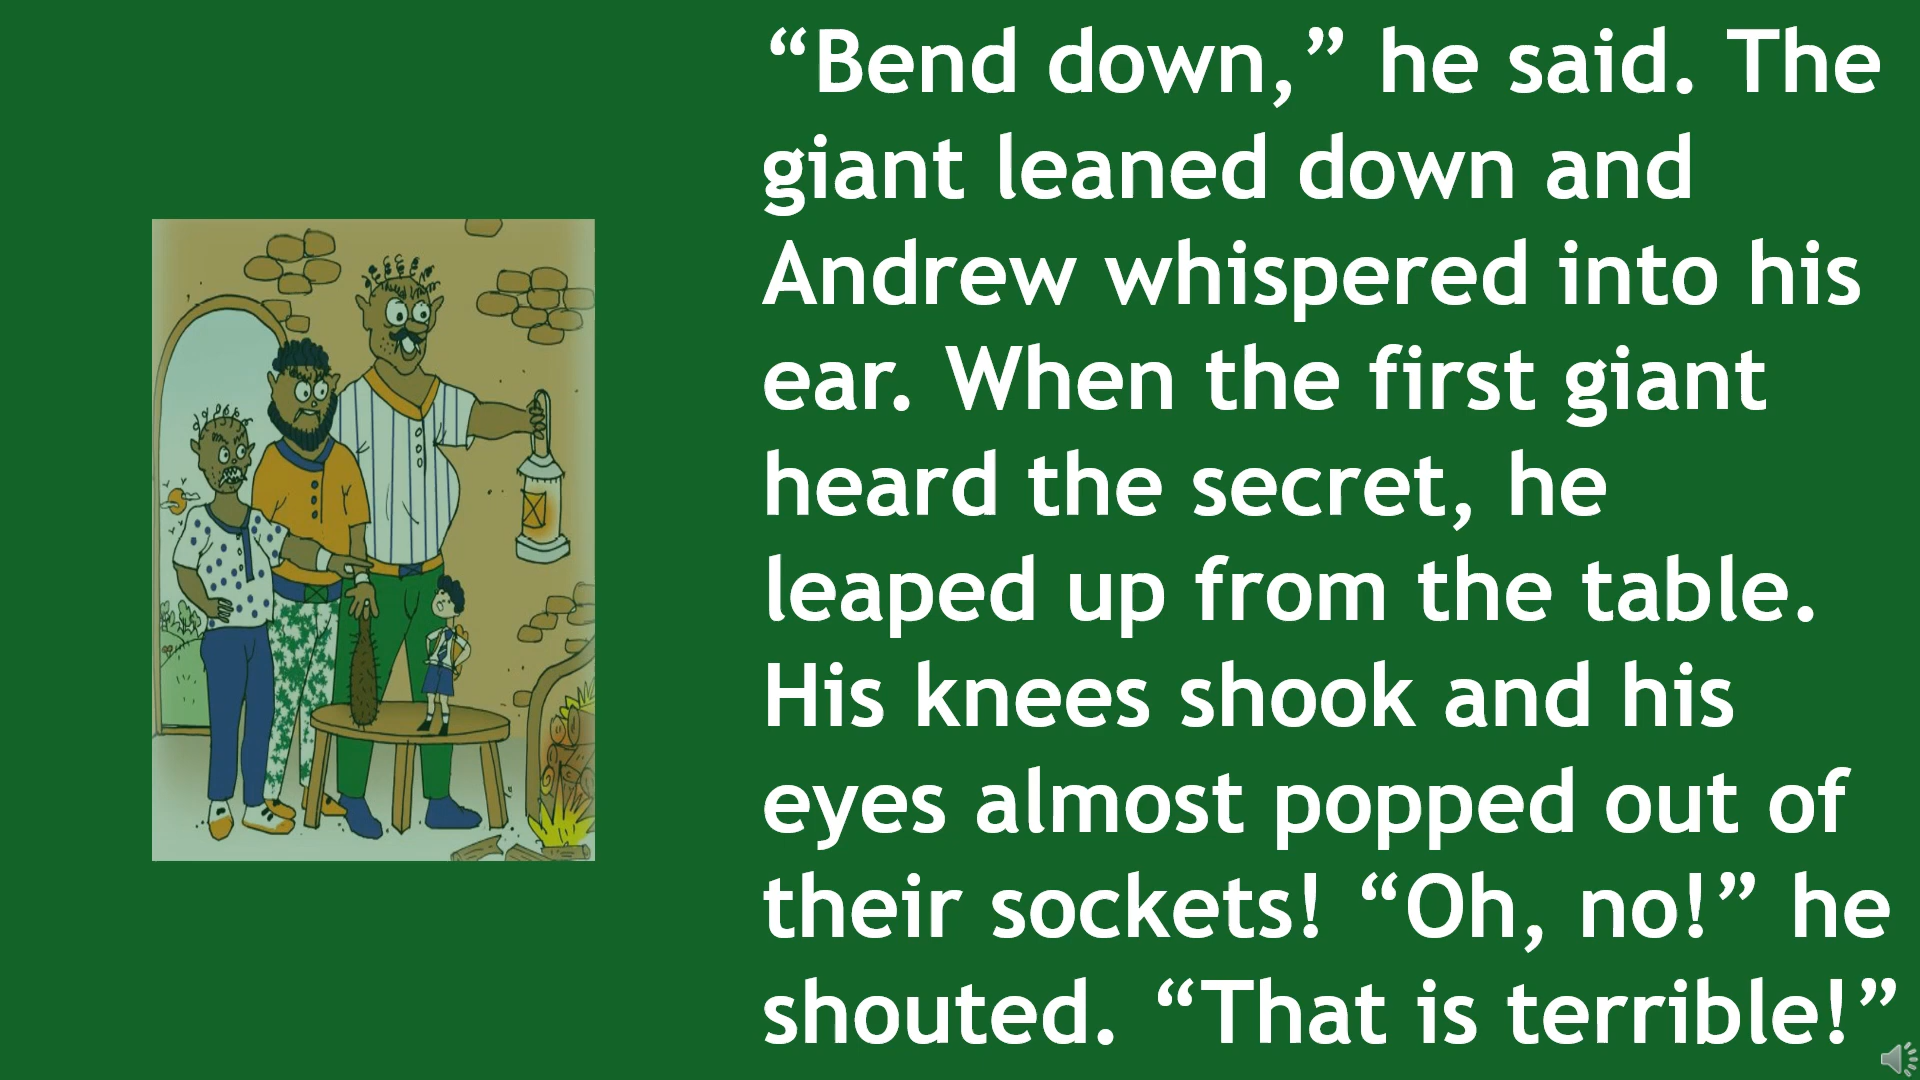 “Bend down,” he said. The
giant leaned down and
Andrew whispered into his
ear. When the first giant
heard the secret, he
leaped up from the table.
His knees shook and his
eyes almost popped out of
their sockets! “Oh, no!” he
shouted. “That is terrible!”